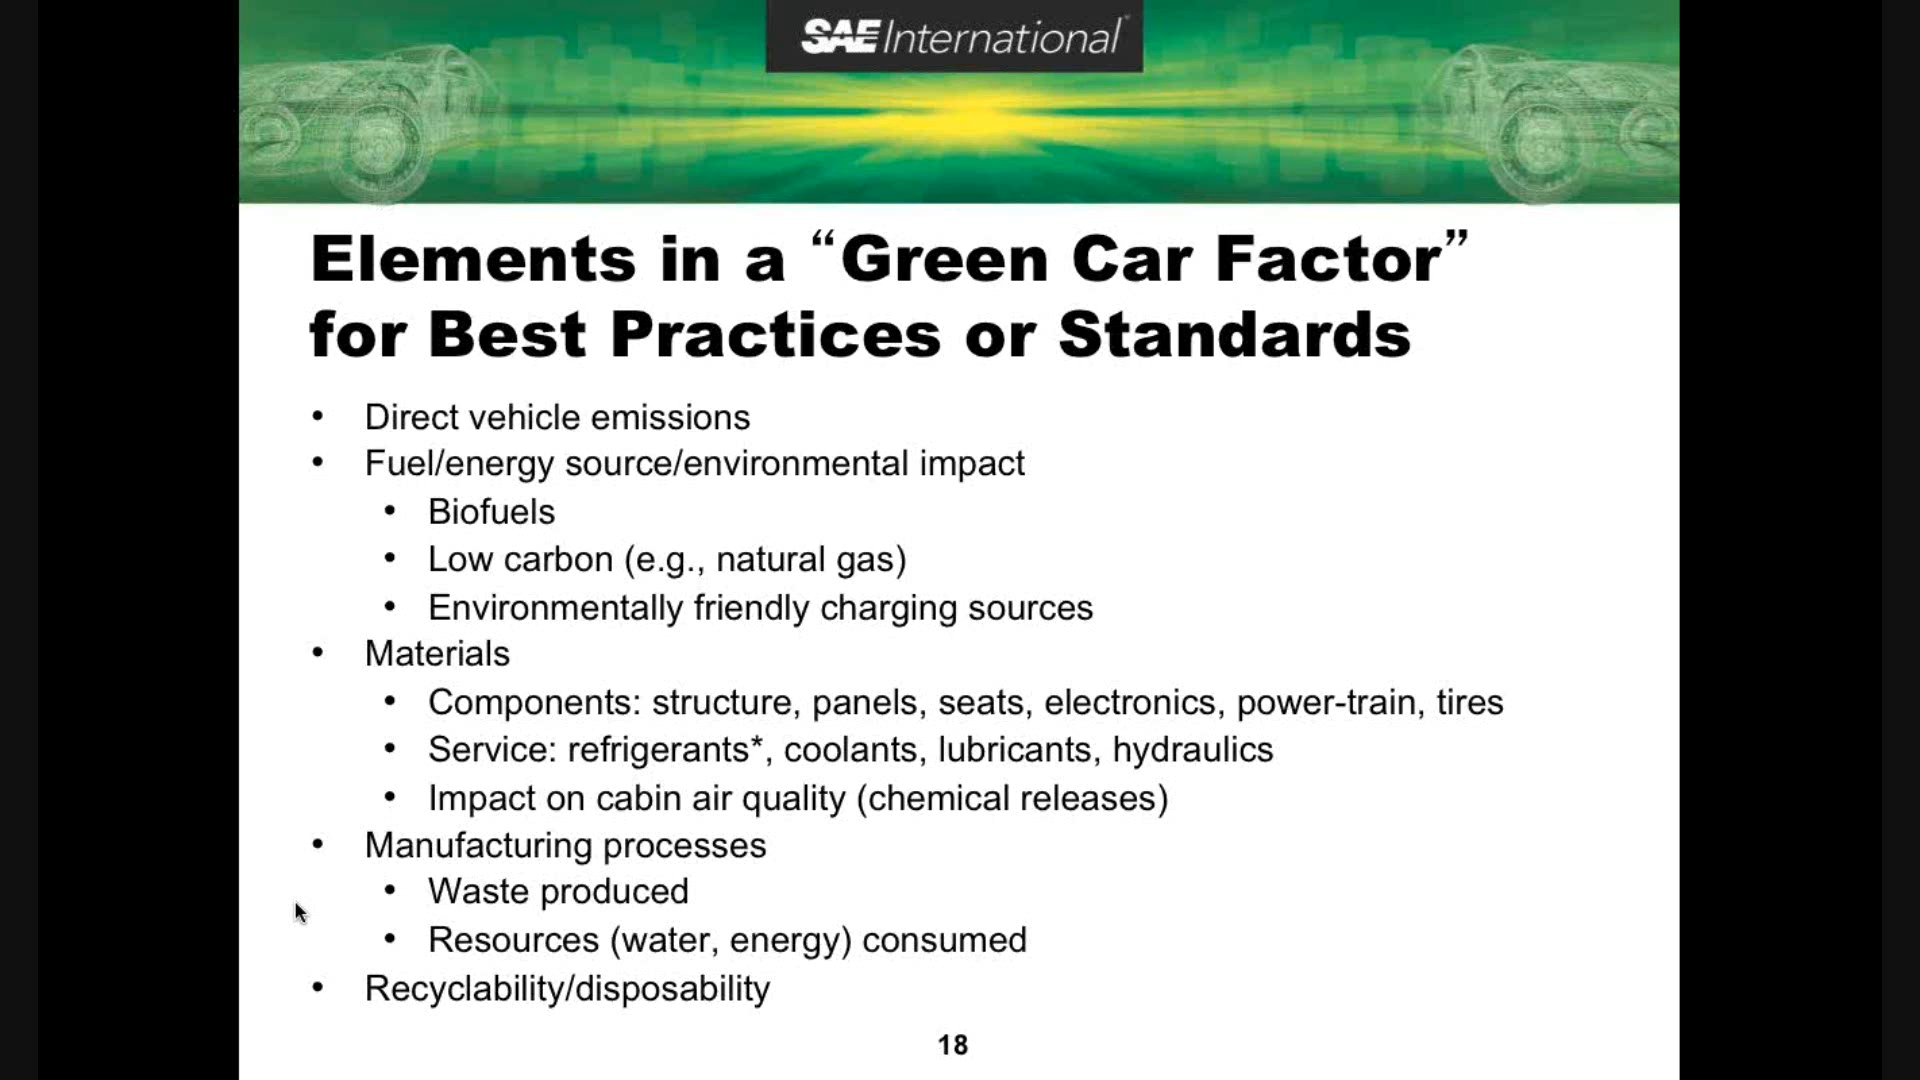 SAE International
Elements in a “Green Car Factor”
for Best Practices or Standards
• Direct vehicle emissions
• Fuel/energy source/environmental impact
• Biofuels
• Low carbon (e.g., natural gas)
• Environmentally friendly charging sources
• Materials
• Components: structure, panels, seats, electronics, power-train, tires
• Service: refrigerants*, coolants, lubricants, hydraulics
• Impact on cabin air quality (chemical releases)
• Manufacturing processes
• Waste produced
• Resources (water, energy) consumed
• Recyclability/disposability
18